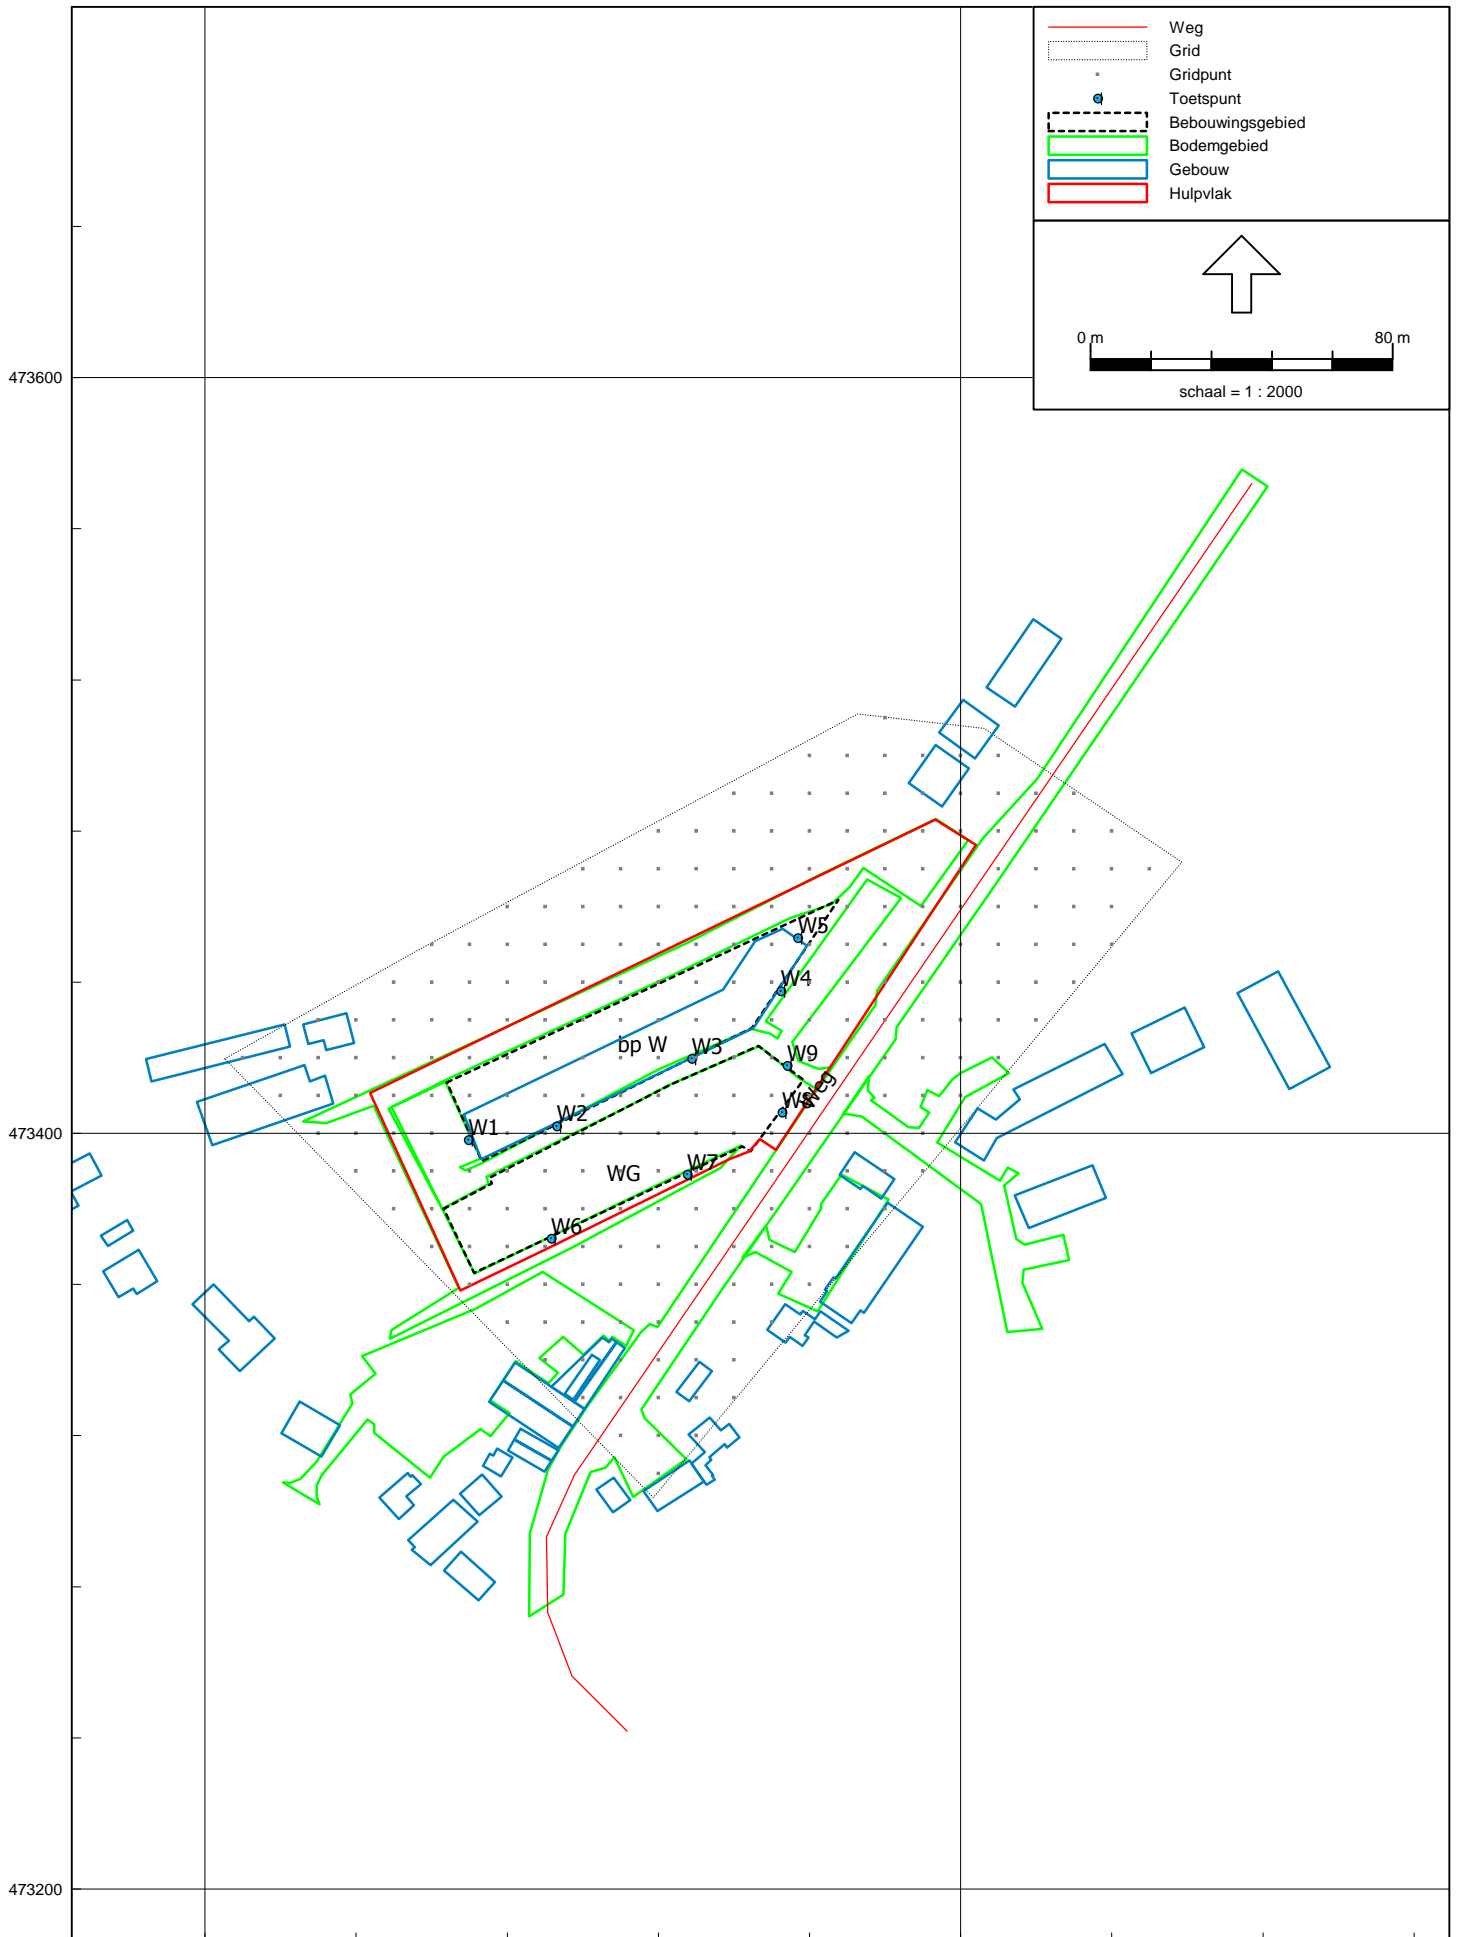 Weg
Grid
Gridpunt
Toetspunt
Bebouwingsgebied
Bodemgebied
Gebouw
Hulpvlak
0 m 80 m
schaal = 1 : 2000
473600
W5
W4
bp W W3
W9
Weg
W8
W1 W2
473400
WG W7
W6
473200